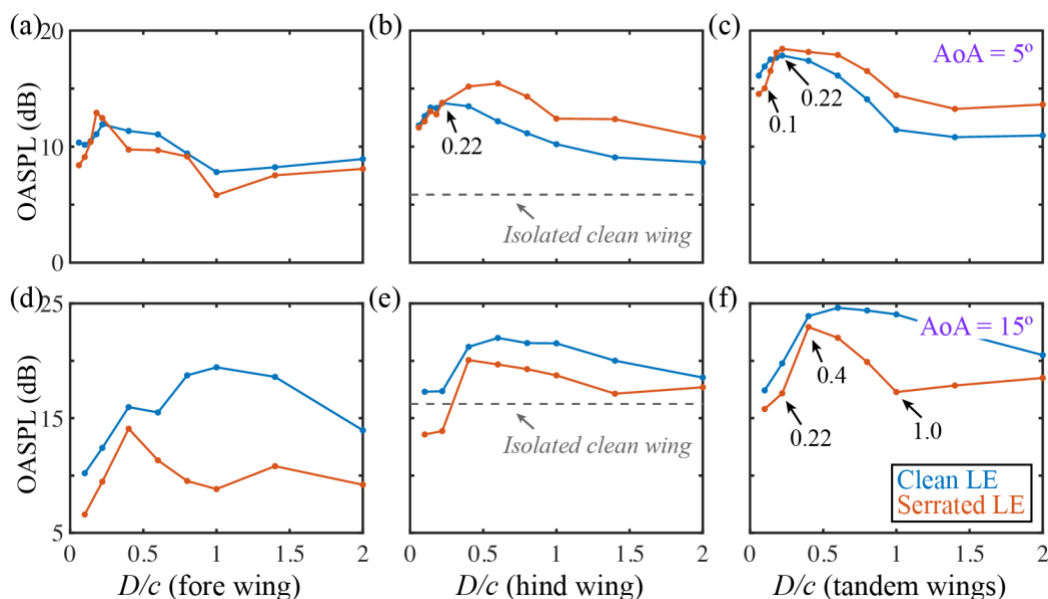 (a) (b) (c)
20
10
0
OASPL (dB)
0.22
Isolated clean wing
AoA = 5º
0.22
0.1
(d) (e) (f)
25
15
5
OASPL (dB)
0 0.5 1 1.5 2
D/c (fore wing)
Isolated clean wing
0 0.5 1 1.5 2
D/c (hind wing)
AoA = 15º
0.4
0.22
1.0
Clean LE
Serrated LE
0 0.5 1 1.5 2
D/c (tandem wings)